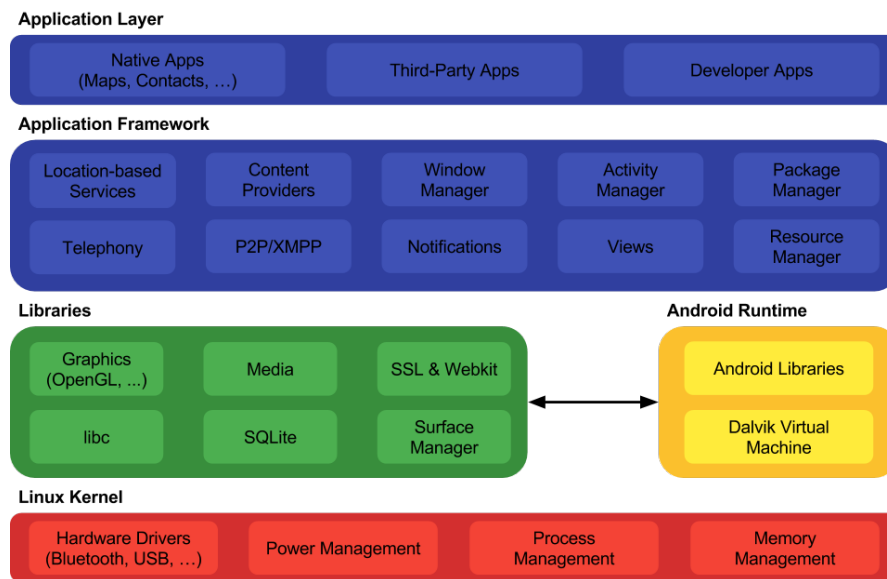 Application Layer
Native Apps
(Maps, Contacts, …)
Third-Party Apps
Developer Apps
Application Framework
Location-based
Services
Content
Providers
Window
Manager
Activity
Manager
Package
Manager
Telephony
P2P/XMPP
Notifications
Views
Resource
Manager
Libraries
Graphics
(OpenGL, ...)
Media
SSL & Webkit
libc
SQLite
Surface
Manager
Android Runtime
Android Libraries
Dalvik Virtual
Machine
Linux Kernel
Hardware Drivers
(Bluetooth, USB, …)
Power Management
Process
Management
Memory
Management